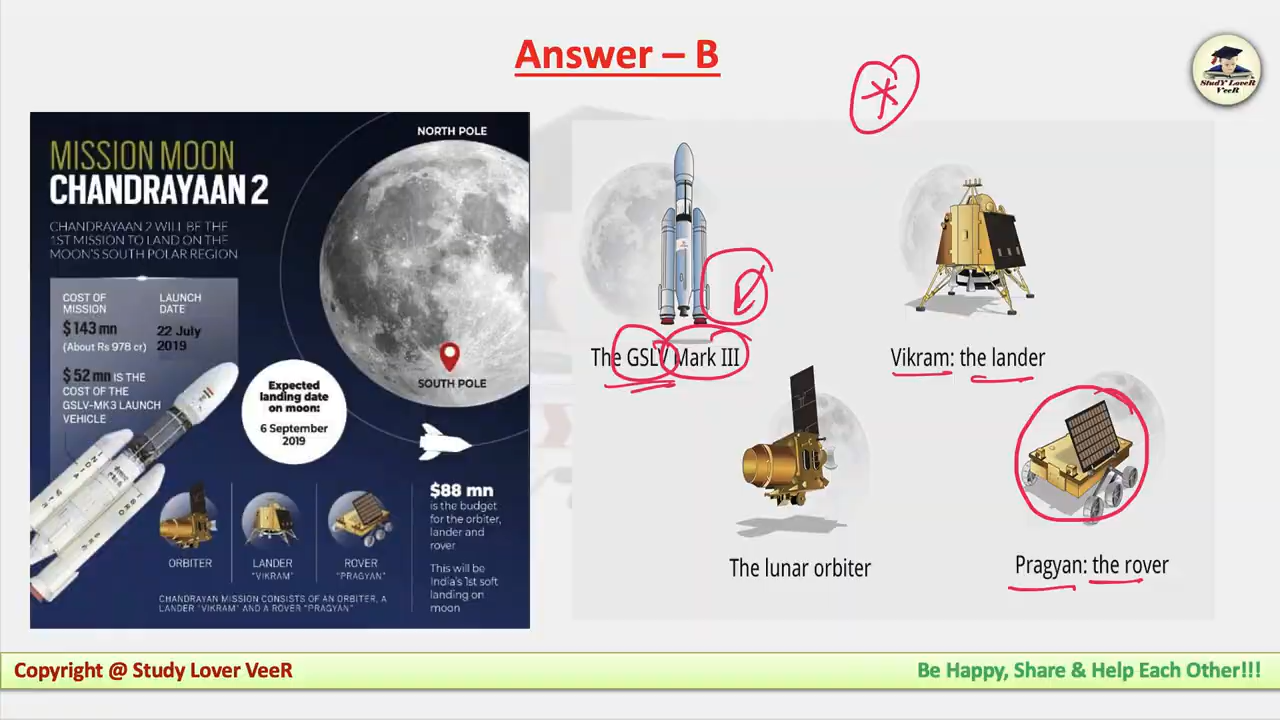 Answer – B
StudY LoveR
VeeR
MISSION MOON
CHANDRAYAAN 2
CHANDRAYAAN 2 WILL BE THE
1ST MISSION TO LAND ON THE
MOON'S SOUTH POLAR REGION
COST OF
MISSION
$143 mn
(About Rs 978 cr)
LAUNCH
DATE
22 July
2019
$52 mn IS THE
COST OF THE
GSLV-MK3 LAUNCH
VEHICLE
NORTH POLE
SOUTH POLE
Expected
landing date
on moon:
6 September
2019
ORBITER
LANDER
"VIKRAM"
ROVER
"PRAGYAN"
CHANDRAYAN MISSION CONSISTS OF AN ORBITER, A
LANDER "VIKRAM" AND A ROVER "PRAGYAN"
$88 mn
is the budget
for the orbiter,
lander and
rover
This will be
India's 1st soft
landing on
moon
INDIA
ISRO
The GSLV Mark III
Vikram: the lander
The lunar orbiter
Pragyan: the rover
Copyright @ Study Lover VeeR
Be Happy, Share & Help Each Other!!!